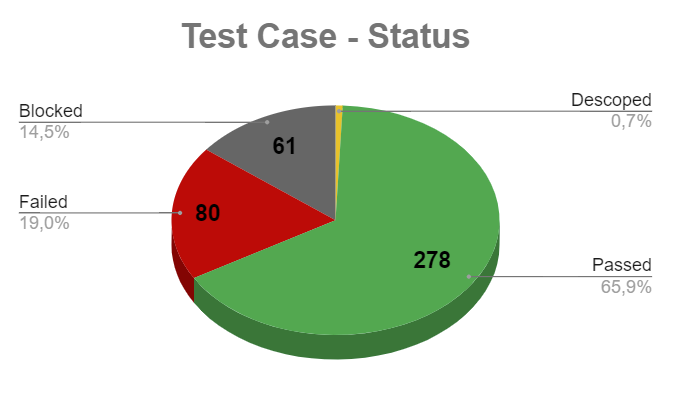 Test Case - Status
Blocked
14,5%
Descoped
0,7%
61
Failed
19,0%
80
278
Passed
65,9%